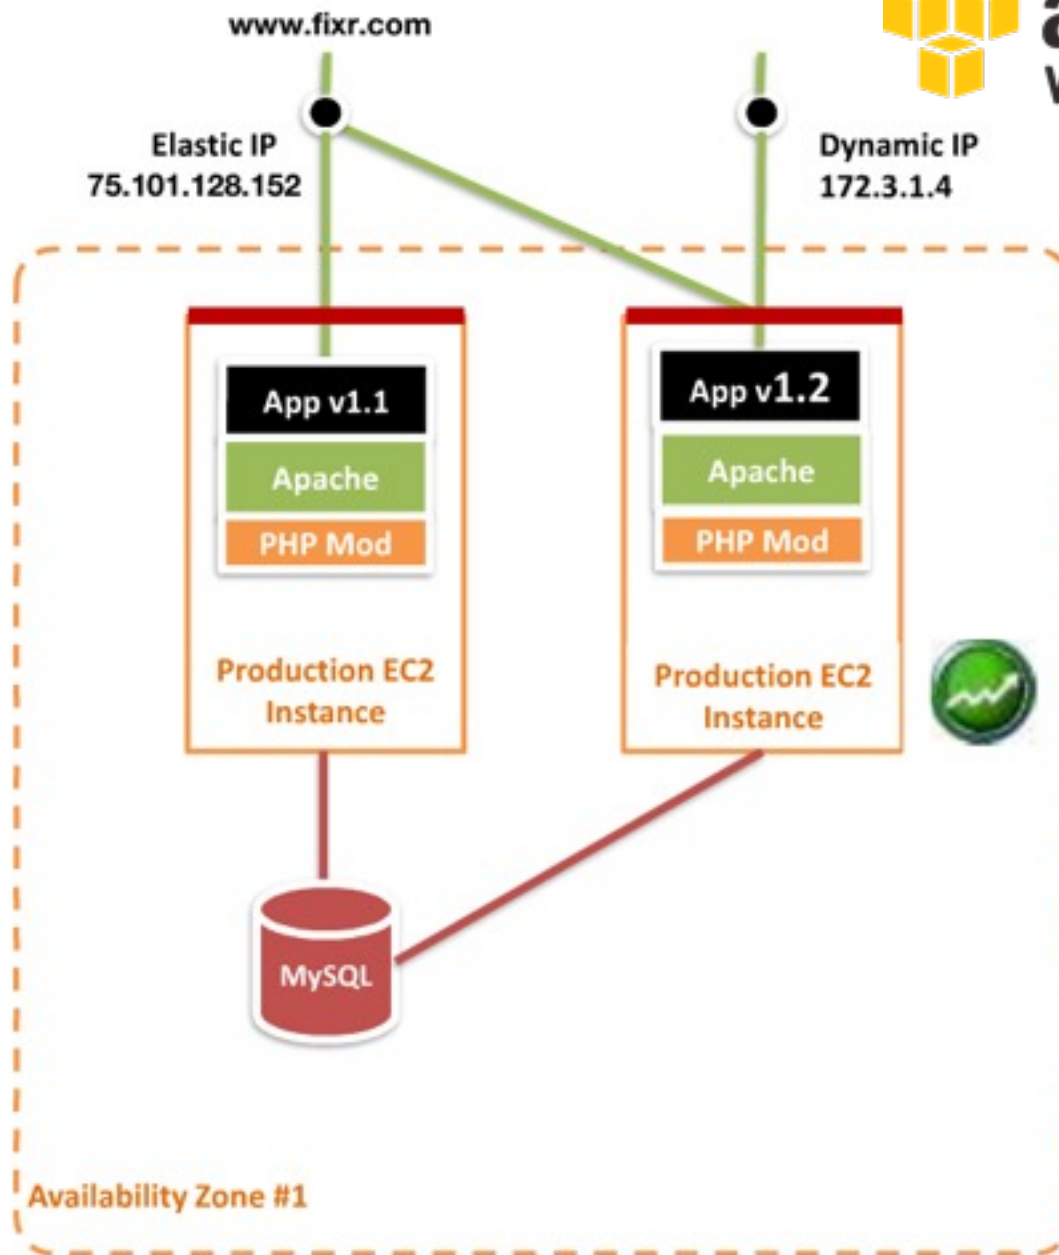 www.fixr.com
Elastic IP
75.101.128.152
Dynamic IP
172.3.1.4
App v1.1
Apache
PHP Mod
Production EC2
Instance
App v1.2
Apache
PHP Mod
Production EC2
Instance
MySQL
Availability Zone #1